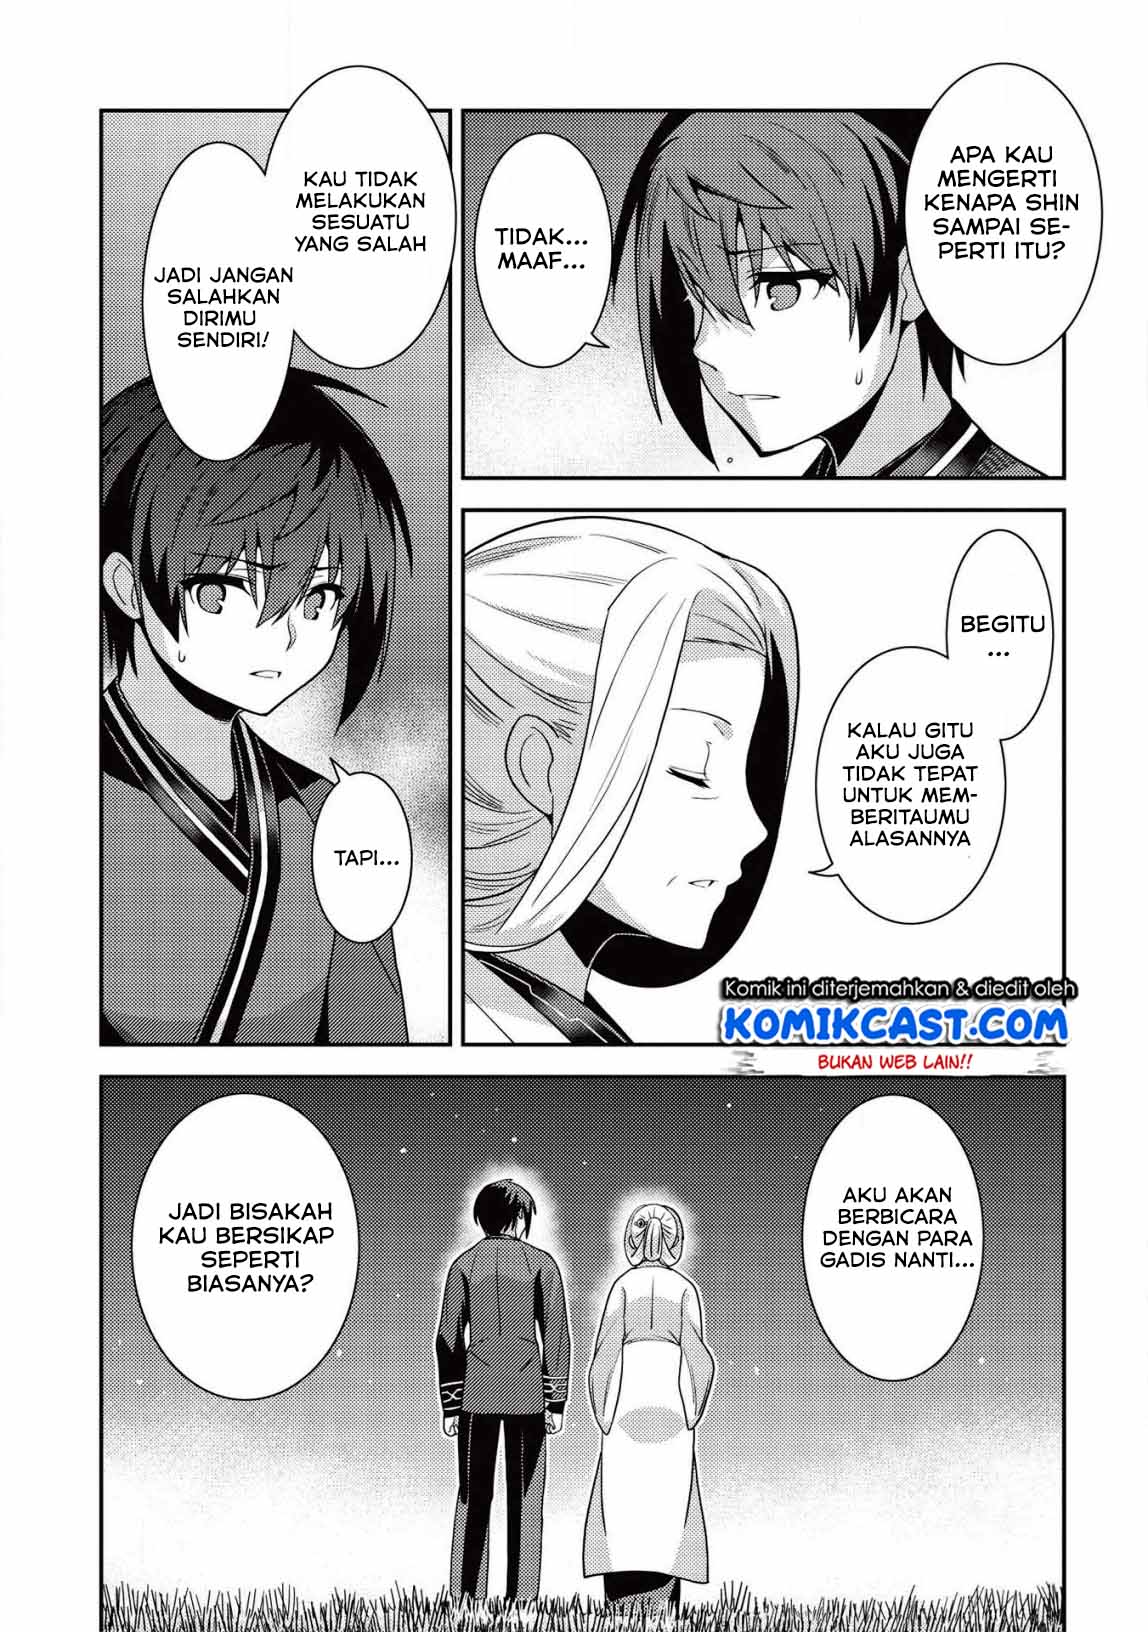 APA KAU
MENGERTI
KENAPA SHIN
SAMPAI SE-
PERTI ITU?
TIDAK...
MAAF...
BEGITU
...
KALAU GITU
AKU JUGA
TIDAK TEPAT
UNTUK MEM-
BERITAUMU
ALASANNYA
KAU TIDAK
MELAKUKAN
SESUATU
YANG SALAH
JADI JANGAN
SALAHKAN
DIRIMU
SENDIRI!
TAPI...
Komik ini diterjemahkan & diedit oleh
KOMIKCAST.COM
BUKAN WEB LAIN!!
AKU AKAN
BERBICARA
DENGAN PARA
GADIS NANTI...
JADI BISAKAH
KAU BERSIKAP
SEPERTI
BIASANYA?